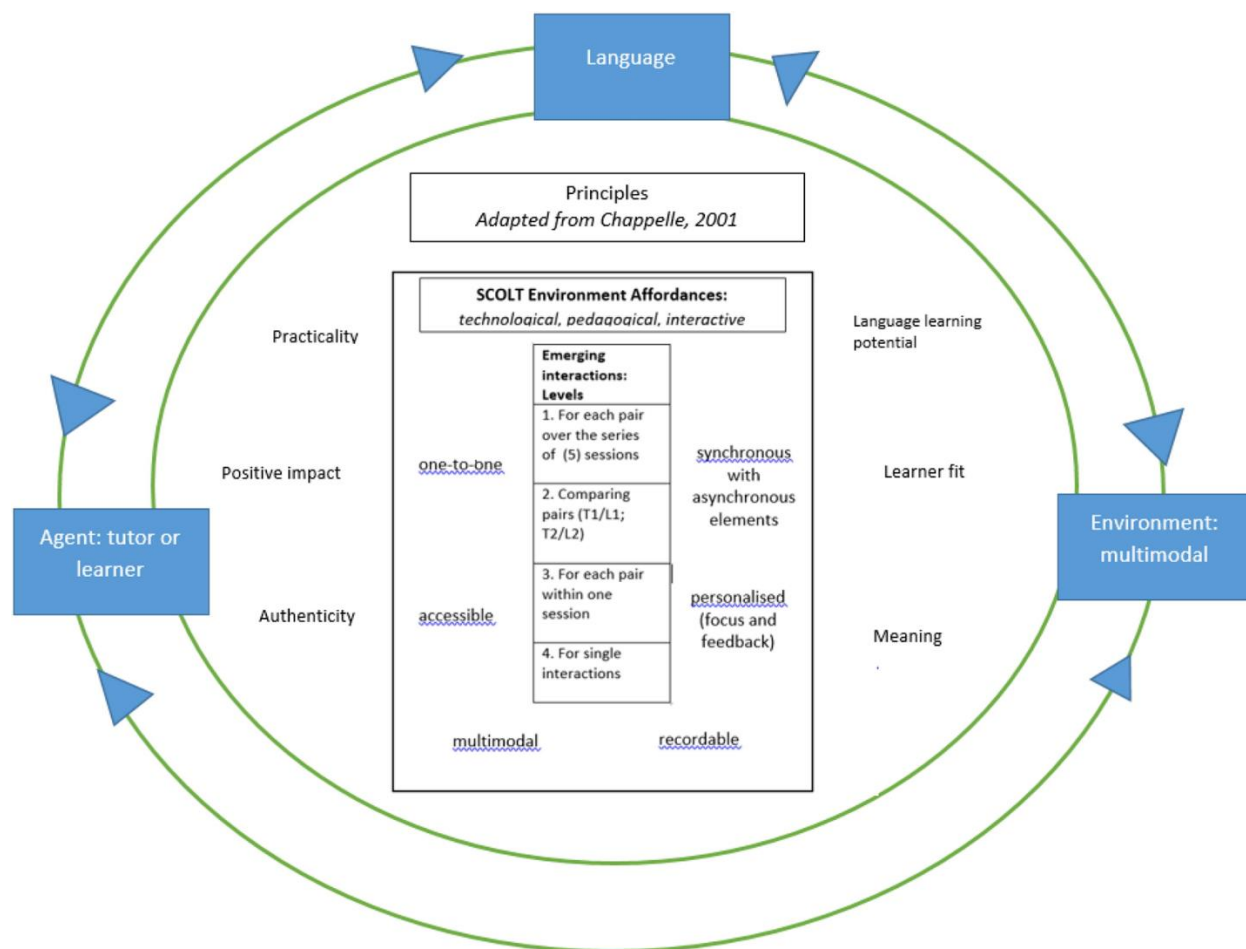 Language
Principles
Adapted from Chappelle, 2001
SCOLT Environment Affordances:
technological, pedagogical, interactive
Practicality
Language learning
potential
Emerging
interactions:
Levels
1. For each pair
over the series
of (5) sessions
Positive impact
one-to-one
synchronous
with
asynchronous
elements
Learner fit
2. Comparing
pairs (T1/L1;
T2/L2)
Agent: tutor or
learner
Environment:
multimodal
3. For each pair
within one
session
Authenticity
accessible
personalised
(focus and
feedback)
Meaning
.
4. For single
interactions
multimodal
recordable